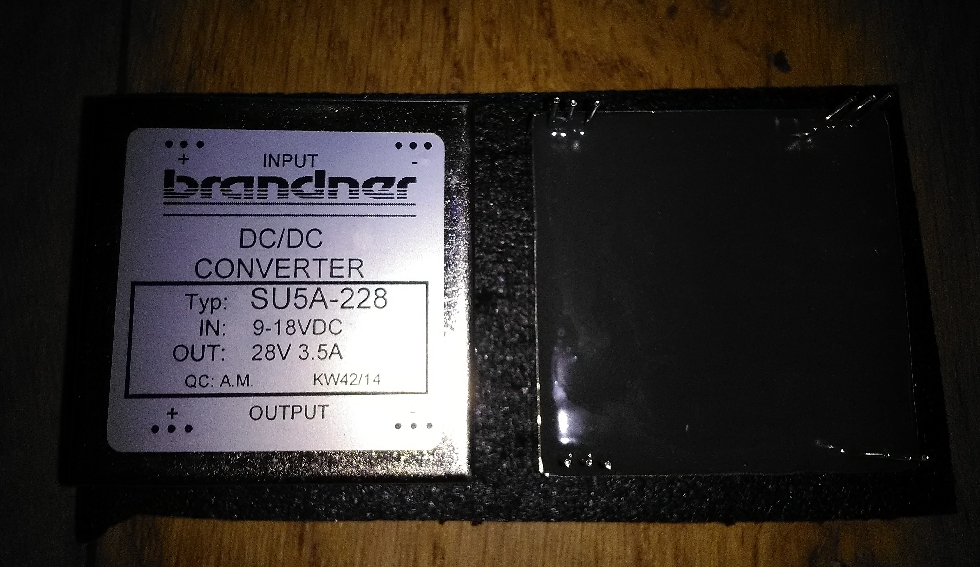 + INPUT -
brandner
DC/DC
CONVERTER
Typ: SU5A-228
IN: 9-18VDC
OUT: 28V 3.5A
QC: A.M. KW42/14
+ OUTPUT -